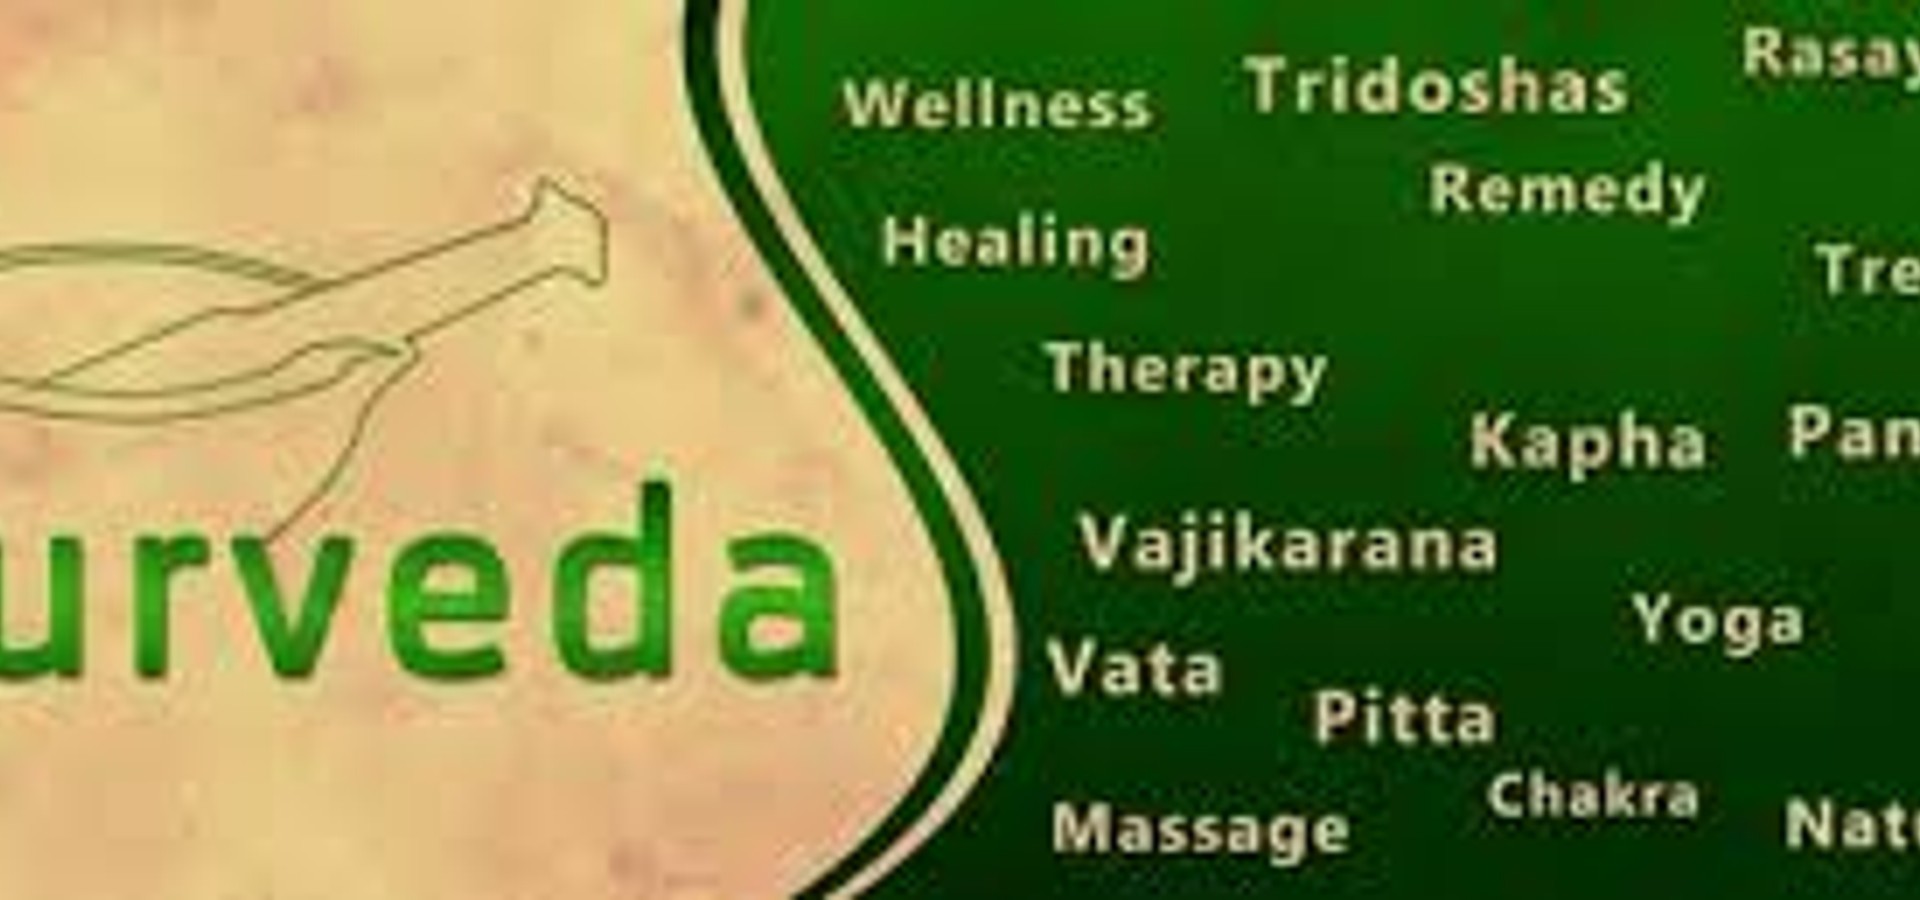 urveda
Wellness
Tridoshas
Rasay
Remedy
Healing
Tre
Therapy
Kapha
Pan
Vajikarana
Yoga
Vata
Pitta
Chakra
Massage
Natu